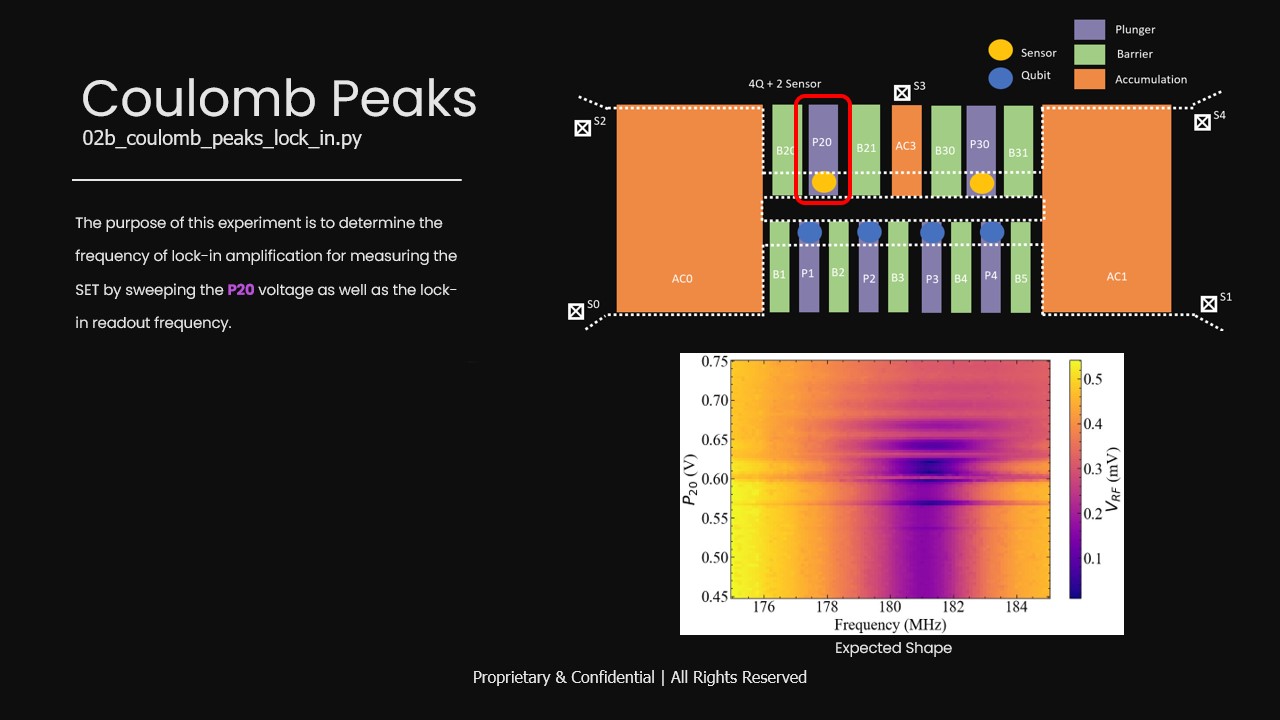 Coulomb Peaks
02b_coulomb_peaks_lock_in.py
The purpose of this experiment is to determine the
frequency of lock-in amplification for measuring the
SET by sweeping the P20 voltage as well as the lock-
in readout frequency.
Sensor
Qubit
Plunger
Barrier
Accumulation
4Q + 2 Sensor
S3
S2
S4
B20
P20
B21
AC3
B30
P30
B31
AC0
AC1
B1
P1
B2
P2
B3
P3
B4
P4
B5
S0
S1
0.75
0.70
0.65
0.60
0.55
0.50
0.45
P20 (V)
176 178 180 182 184
Frequency (MHz)
0.5
0.4
0.3
0.2
0.1
VRF (mV)
Expected Shape
Proprietary & Confidential | All Rights Reserved